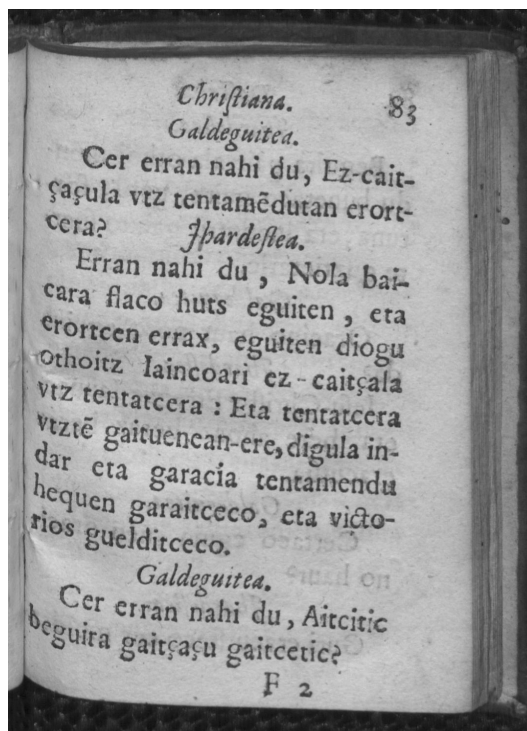 Chriſtiana. 83
Galdeguitea.
Cer erran nahi du, Ez-cait-
çaçula vtz tentamēdutan erort-
cera? Ihardeſtea.
Erran nahi du, Nola bai-
cara flaco huts eguiten, eta
erortcen errax, eguiten diogu
othoitz Iaincoari ez-caitçala
vtz tentatcera: Eta tentatcera
vtztē gaituenean-ere, digula in-
dar eta garacia tentamendu
hequen garaitceco, eta victo-
rios guelditceco.
Galdeguitea.
Cer erran nahi du, Aitcitic
beguira gaitçaçu gaitcetic?
F 2